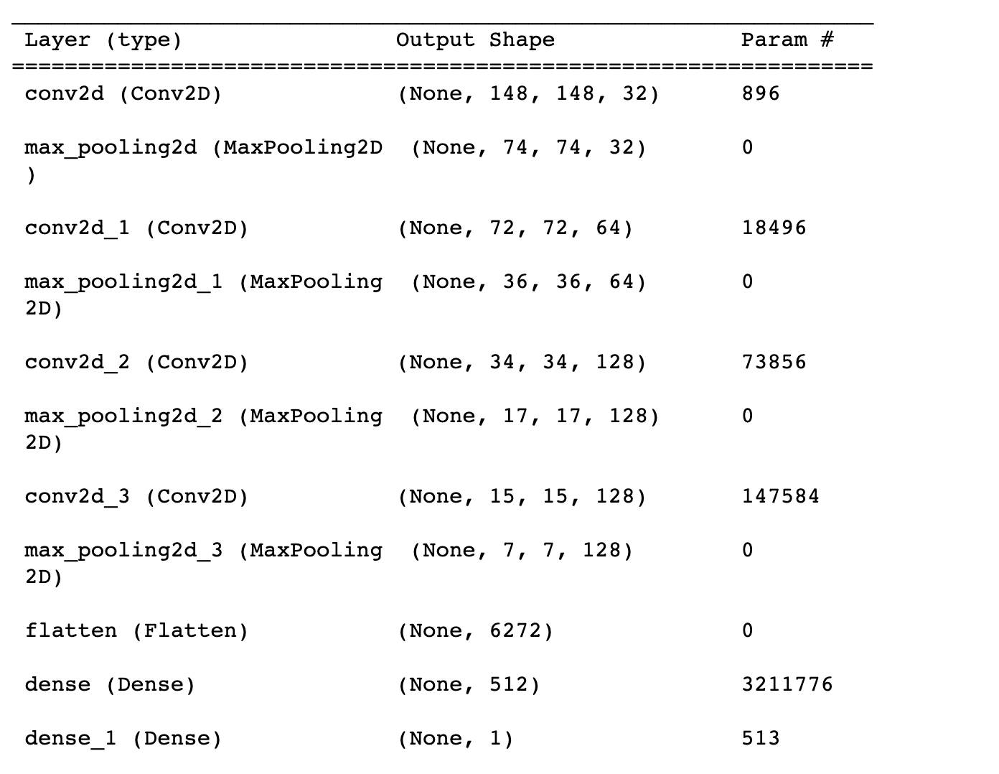 Layer (type) Output Shape Param #
=================================================================
conv2d (Conv2D) (None, 148, 148, 32) 896
max_pooling2d (MaxPooling2D (None, 74, 74, 32) 0
)
conv2d_1 (Conv2D) (None, 72, 72, 64) 18496
max_pooling2d_1 (MaxPooling (None, 36, 36, 64) 0
2D)
conv2d_2 (Conv2D) (None, 34, 34, 128) 73856
max_pooling2d_2 (MaxPooling (None, 17, 17, 128) 0
2D)
conv2d_3 (Conv2D) (None, 15, 15, 128) 147584
max_pooling2d_3 (MaxPooling (None, 7, 7, 128) 0
2D)
flatten (Flatten) (None, 6272) 0
dense (Dense) (None, 512) 3211776
dense_1 (Dense) (None, 1) 513